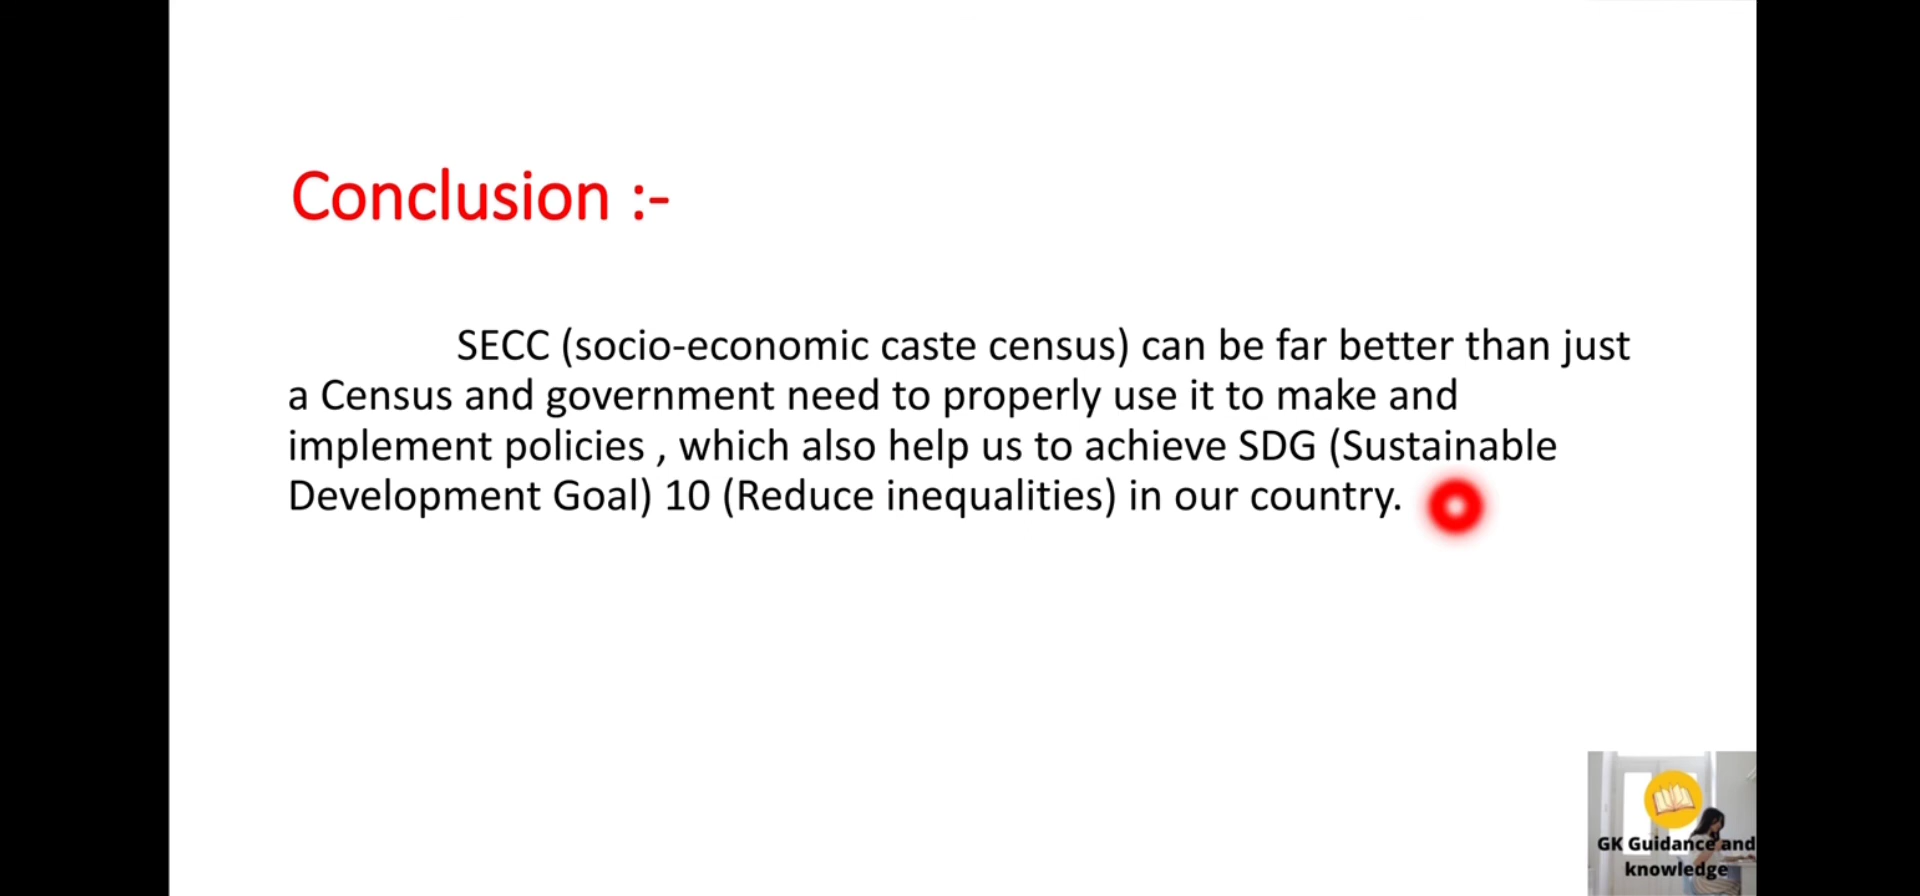 Conclusion :-
SECC (socio-economic caste census) can be far better than just
a Census and government need to properly use it to make and
implement policies , which also help us to achieve SDG (Sustainable
Development Goal) 10 (Reduce inequalities) in our country.
GK Guidance and
knowledge